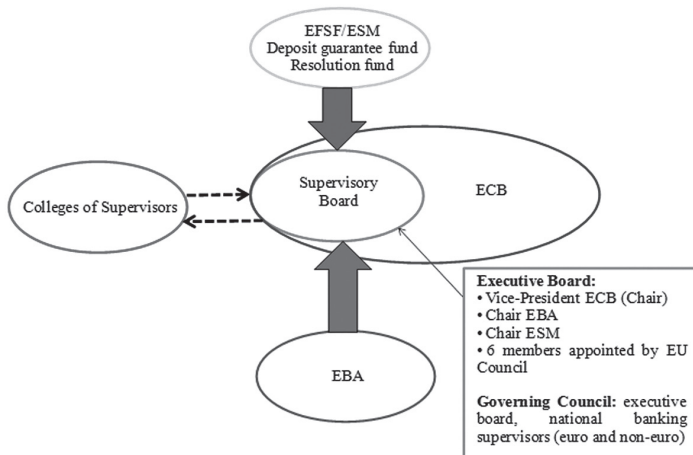 EFSF/ESM
Deposit guarantee fund
Resolution fund
Supervisory
Board
ECB
Colleges of Supervisors
EBA
Executive Board:
• Vice-President ECB (Chair)
• Chair EBA
• Chair ESM
• 6 members appointed by EU
Council
Governing Council: executive
board, national banking
supervisors (euro and non-euro)